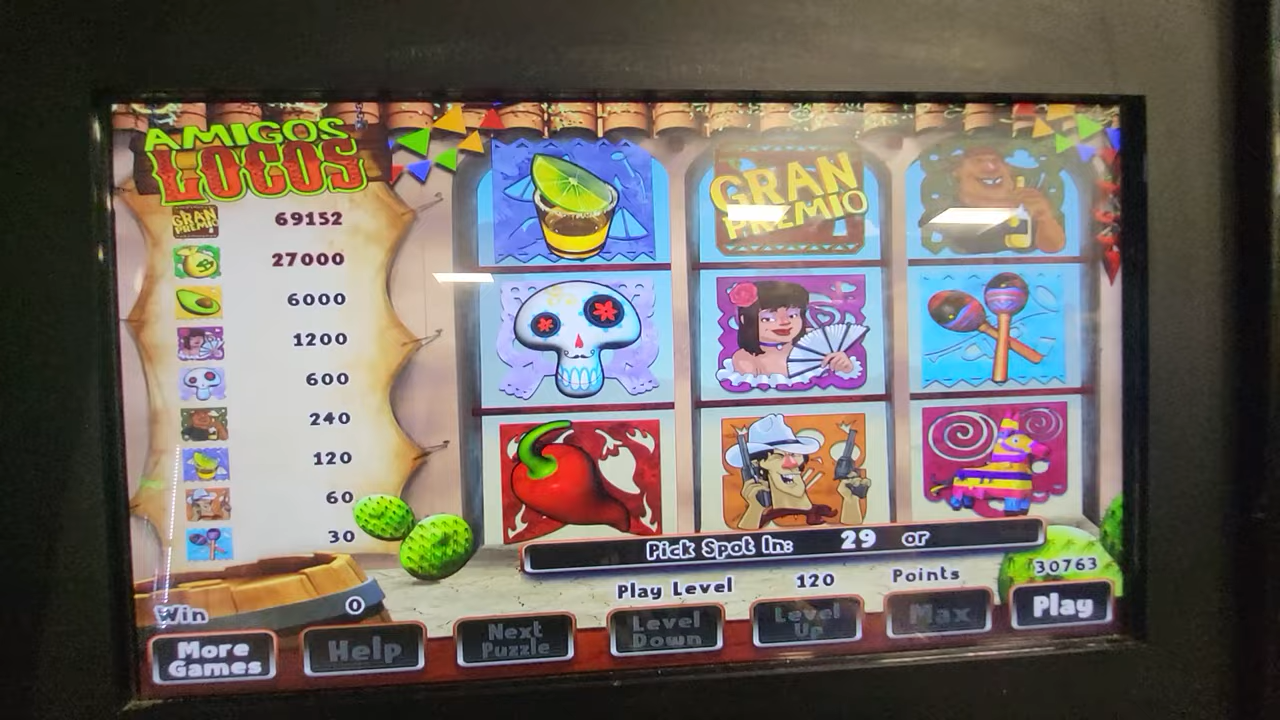 AMIGOS
LOCOS
GRAN
PREMIO
69152
27000
6000
1200
600
240
120
60
30
GRAN
PREMIO
Pick Spot In: 29 or
Play Level 120 Points 30763
Win 0
More
Games
Help
Next
Puzzle
Level
Down
Level
Up
Max
Play